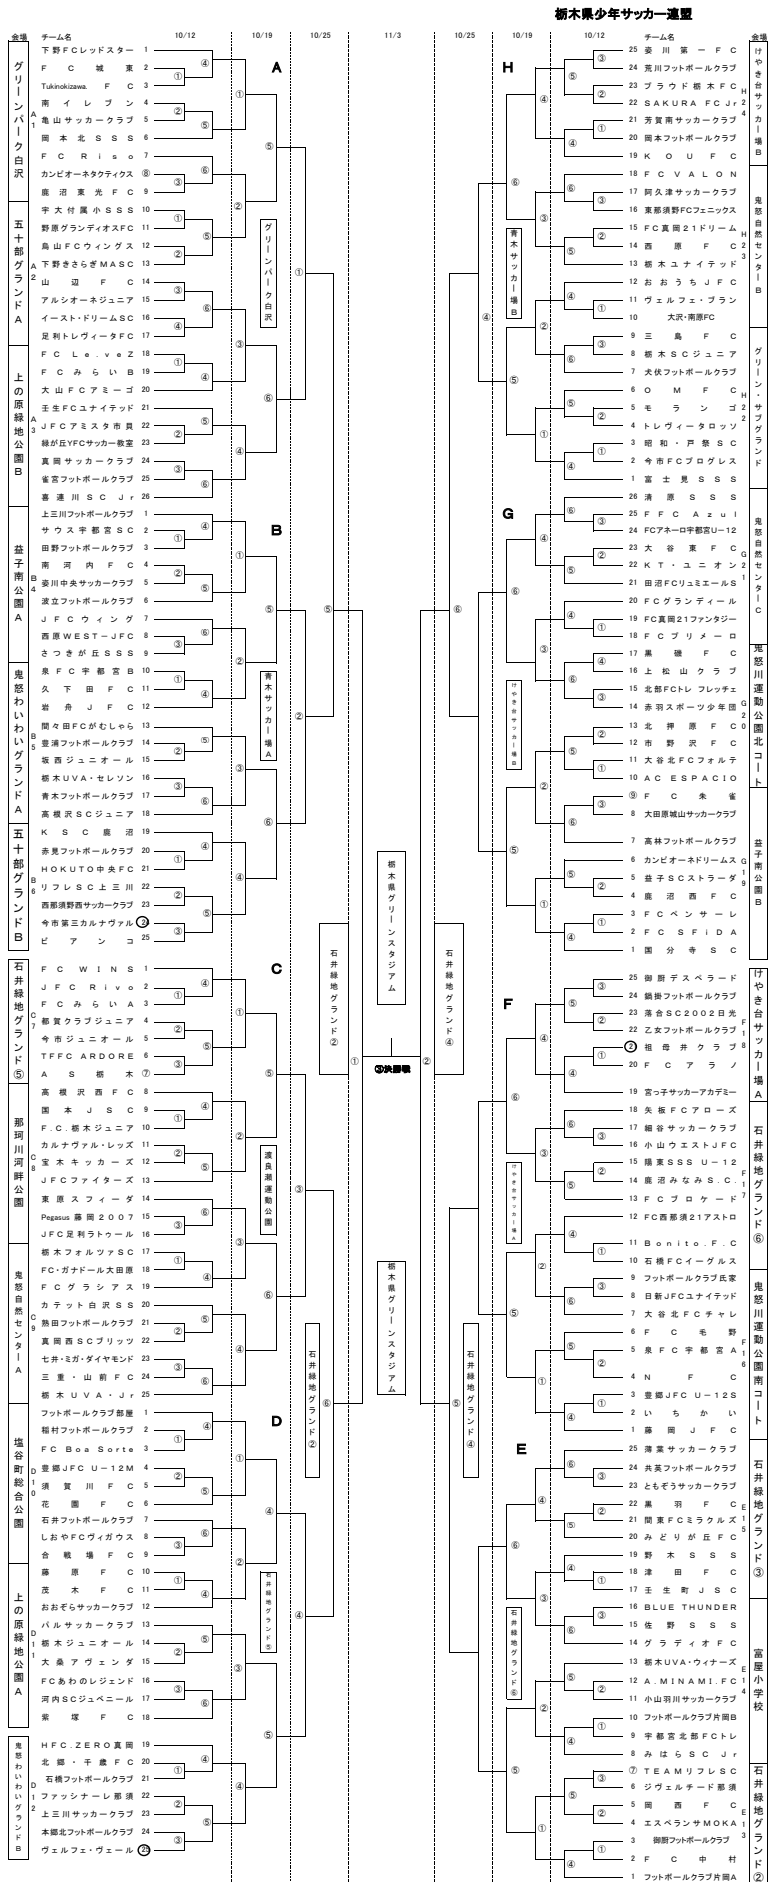 栃木県少年サッカー連盟
会場 チーム名 10/12 10/19 10/25 11/3 10/25 10/19 10/12 チーム名 会場
A
グリーンパーク白沢
A1
下野FCレッドスター 1
FC城東 2
Tukinokizawa. FC 3
南イレブン 4
亀山サッカークラブ 5
岡本北SSS 6
FC Riso 7
カンピオーネタクティクス ⑧
鹿沼東光FC 9
五十部グランドA
A2
宇大付属小SSS 10
野原グランディオスFC 11
烏山FCウィングス 12
下野きさらぎMASC 13
山辺FC 14
アルシオーネジュニア 15
イースト・ドリームSC 16
足利トレヴィータFC 17
上の原緑地公園B
A3
FC Le.veZ 18
FCみらいB 19
大山FCアミーゴ 20
壬生FCユナイテッド 21
JFCアミスタ市貝 22
緑が丘YFCサッカー教室 23
真岡サッカークラブ 24
雀宮フットボールクラブ 25
喜連川SC Jr 26
グリーンパーク白沢
B
益子南公園A
B4
上三川フットボールクラブ 1
サウス宇都宮SC 2
田野フットボールクラブ 3
南河内FC 4
姿川中央サッカークラブ 5
波立フットボールクラブ 6
JFCウィング 7
西原WEST-JFC 8
さつきが丘SSS 9
鬼怒わいわいグランドA
B5
泉FC宇都宮B 10
久下田FC 11
岩舟JFC 12
間々田FCがむしゃら 13
豊浦フットボールクラブ 14
坂西ジュニオール 15
栃木UVA・セレソン 16
青木フットボールクラブ 17
高根沢SCジュニア 18
五十部グランドB
B6
KSC鹿沼 19
赤見フットボールクラブ 20
HOKUTO中央FC 21
リフレSC上三川 22
西那須野西サッカークラブ 23
今市第三カルナヴァル 24
ビアンコ 25
青木サッカー場A
C
石井緑地グランド⑤
C7
FC WINS 1
JFC Rivo 2
FCみらいA 3
都賀クラブジュニア 4
今市ジュニオール 5
TFFC ARDORE 6
AS栃木 ⑦
那珂川河畔公園
C8
高根沢西FC 8
国本JSC 9
F.C.栃木ジュニア 10
カルナヴァル・レッズ 11
宝木キッカーズ 12
JFCファイターズ 13
東原スフィーダ 14
Pegasus 藤岡2007 15
JFC足利ラトゥール 16
鬼怒自然センターA
C9
栃木フォルツァSC 17
FC・ガナドール大田原 18
FCグラシアス 19
カテット白沢SS 20
熟田フットボールクラブ 21
真岡西SCブリッツ 22
七井・ミガ・ダイヤモンド 23
三重・山前FC 24
栃木UVA・Jr 25
渡良瀬運動公園
D
塩谷町総合公園
D10
フットボールクラブ部屋 1
稲村フットボールクラブ 2
FC Boa Sorte 3
豊郷JFC U-12M 4
須賀川FC 5
花園FC 6
石井フットボールクラブ 7
しおやFCヴィガウス 8
合戦場FC 9
上の原緑地公園A
D11
藤原FC 10
茂木FC 11
おおぞらサッカークラブ 12
バルサッカークラブ 13
栃木ジュニオール 14
大桑アヴェンダ 15
FCあわのレジェンド 16
河内SCジュベニール 17
紫塚FC 18
鬼怒わいわいグランドB
D12
HFC.ZERO真岡 19
北郷・千歳FC 20
石橋フットボールクラブ 21
ファッシナーレ那須 22
上三川サッカークラブ 23
本郷北フットボールクラブ 24
ヴェルフェ・ヴェール 25
石井緑地グランド⑤
石井緑地グランド②
石井緑地グランド②
栃木県グリーンスタジアム
③決勝戦
栃木県グリーンスタジアム
石井緑地グランド④
石井緑地グランド④
H
けやき台サッカー場B
H24
25 姿川第一FC
24 荒川フットボールクラブ
23 プラウド栃木FC
22 SAKURA FC Jr
21 芳賀南サッカークラブ
20 岡本フットボールクラブ
19 KOUFC
鬼怒自然センターB
H23
18 FC VALON
17 阿久津サッカークラブ
16 東那須野FCフェニックス
15 FC真岡21ドリーム
14 西原FC
13 栃木ユナイテッド
12 おおうちJFC
11 ヴェルフェ・ブラン
10 大沢・南原FC
グリーン・サブグランド
H22
9 三島FC
8 栃木SCジュニア
7 犬伏フットボールクラブ
6 OMFC
5 モランゴ
4 トレヴィータロッソ
3 昭和・戸祭SC
2 今市FCプログレス
1 富士見SSS
青木サッカー場B
G
鬼怒自然センターC
G21
26 清原SSS
25 FFC Azul
24 FCアネーロ宇都宮U-12
23 大谷東FC
22 KT・ユニオン
21 田沼FCリュミエールS
20 FCグランディール
19 FC真岡21ファンタジー
18 FCブリメーロ
鬼怒川運動公園北コート
G20
17 黒磯FC
16 上松山クラブ
15 北部FCトレ フレッチェ
14 赤羽スポーツ少年団
13 北押原FC
12 市野沢FC
11 大谷北FCフォルテ
10 AC ESPACIO
益子南公園B
G19
⑨ FC朱雀
8 大田原城山サッカークラブ
7 高林フットボールクラブ
6 カンピオーネドリームス
5 益子SCストラーダ
4 鹿沼西FC
3 FCペンサーレ
2 FC SFiDA
1 国分寺SC
けやき台サッカー場B
F
けやき台サッカー場A
F18
25 御厨デスペラード
24 鍋掛フットボールクラブ
23 落合SC2002日光
22 乙女フットボールクラブ
2 祖母井クラブ
20 FCアラノ
19 宮っ子サッカーアカデミー
石井緑地グランド⑥
F17
18 矢板FCアローズ
17 細谷サッカークラブ
16 小山ウエストJFC
15 陽東SSS U-12
14 鹿沼みなみS.C.
13 FCブロケード
12 FC西那須21アストロ
11 Bonito.F.C
10 石橋FCイーグルス
鬼怒川運動公園南コート
F16
9 フットボールクラブ氏家
8 日新JFCユナイテッド
7 大谷北FCチャレ
6 FC毛野
5 泉FC宇都宮A
4 NFC
3 豊郷JFC U-12S
2 いちかい
1 藤岡JFC
けやき台サッカー場A
E
石井緑地グランド③
E15
25 薄葉サッカークラブ
24 共英フットボールクラブ
23 ともぞうサッカークラブ
22 黒羽FC
21 間東FCミラクルズ
20 みどりが丘FC
19 野木SSS
18 津田FC
17 壬生町JSC
富屋小学校
E14
16 BLUE THUNDER
15 佐野SSS
14 グラディオFC
13 栃木UVA・ウィナーズ
12 A.MINAMI.FC
11 小山羽川サッカークラブ
10 フットボールクラブ片岡B
9 宇都宮北部FCトレ
8 みはらSC Jr
石井緑地グランド②
E13
⑦ TEAMリフレSC
6 ジヴェルチード那須
5 岡西FC
4 エスペランサMOKA
3 御厨フットボールクラブ
2 FC中村
1 フットボールクラブ片岡A
石井緑地グランド⑥